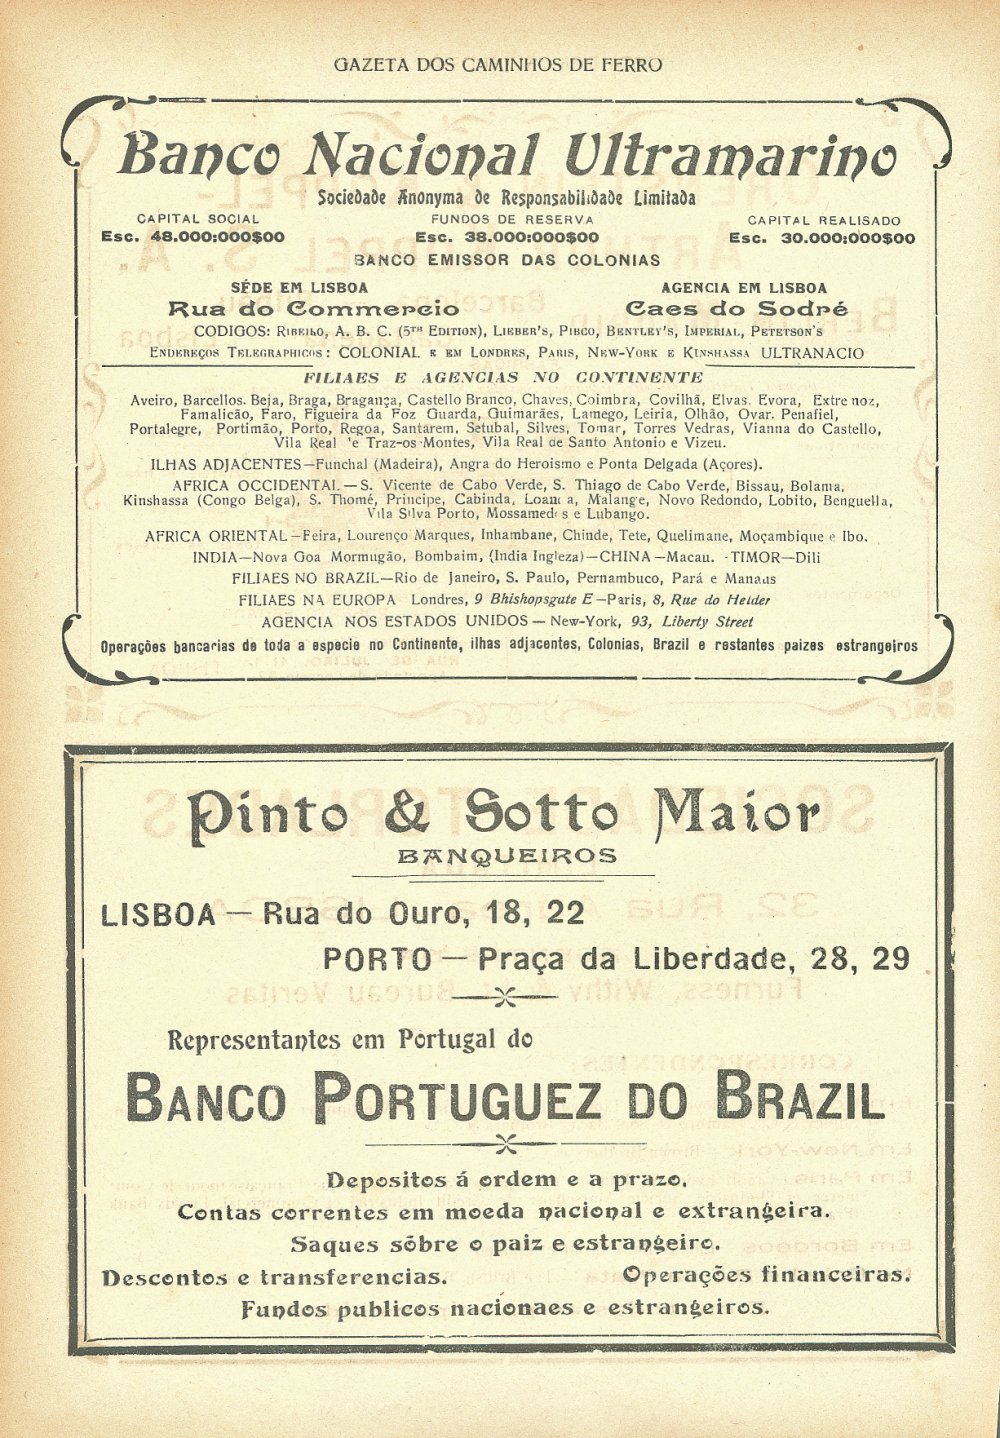 GAZETA DOS CAMINHOS DE FERRO
Banco Nacional Ultramarino
Sociedade Anonyma de Responsabilidade Limitada
CAPITAL SOCIAL FUNDOS DE RESERVA CAPITAL REALISADO
Esc. 48.000:000$00 Esc. 38.000:000$00 Esc. 30.000:000$00
BANCO EMISSOR DAS COLONIAS
SÉDE EM LISBOA AGENCIA EM LISBOA
Rua do Commercio Caes do Sodré
CODIGOS: RIBEIRO, A. B. C. (5TH EDITION), LIEBER'S, PIBCO, BENTLEY'S, IMPERIAL, PETETSON'S
ENDEREÇOS TELEGRAPHICOS: COLONIAL E EM LONDRES, PARIS, NEW-YORK E KINSHASSA ULTRANACIO
FILIAES E AGENCIAS NO CONTINENTE
Aveiro, Barcellos. Beja, Braga, Bragança, Castello Branco, Chaves, Coimbra, Covilhã, Elvas. Evora, Extremoz,
Famalicão, Faro, Figueira da Foz Guarda, Guimarães, Lamego, Leiria, Olhão, Ovar. Penafiel,
Portalegre, Portimão, Porto, Regoa, Santarem, Setubal, Silves, Tomar, Torres Vedras, Vianna do Castello,
Vila Real 'e Traz-os-Montes, Vila Real de Santo Antonio e Vizeu.
ILHAS ADJACENTES—Funchal (Madeira), Angra do Heroismo e Ponta Delgada (Açores).
AFRICA OCCIDENTAL—S. Vicente de Cabo Verde, S. Thiago de Cabo Verde, Bissau, Bolama,
Kinshassa (Congo Belga), S. Thomé, Principe, Cabinda, Loanda, Malange, Novo Redondo, Lobito, Benguella,
Vila Silva Porto, Mossamedes e Lubango.
AFRICA ORIENTAL—Beira, Lourenço Marques, Inhambane, Chinde, Tete, Quelimane, Moçambique e Ibo.
INDIA—Nova Goa Mormugão, Bombaim, (India Ingleza)—CHINA—Macau. -TIMOR—Dili
FILIAES NO BRAZIL—Rio de Janeiro, S. Paulo, Pernambuco, Pará e Manaus
FILIAES NA EUROPA Londres, 9 Bhishopsgate E—Paris, 8, Rue do Helder
AGENCIA NOS ESTADOS UNIDOS—New-York, 93, Liberty Street
Operações bancarias de toda a especie no Continente, ilhas adjacentes, Colonias, Brazil e restantes paizes estrangeiros
Pinto & Sotto Maior
BANQUEIROS
LISBOA — Rua do Ouro, 18, 22
PORTO — Praça da Liberdade, 28, 29
Representantes em Portugal do
BANCO PORTUGUEZ DO BRAZIL
Depositos á ordem e a prazo.
Contas correntes em moeda nacional e extrangeira.
Saques sôbre o paiz e estrangeiro.
Descontos e transferencias. Operações financeiras.
Fundos publicos nacionaes e estrangeiros.